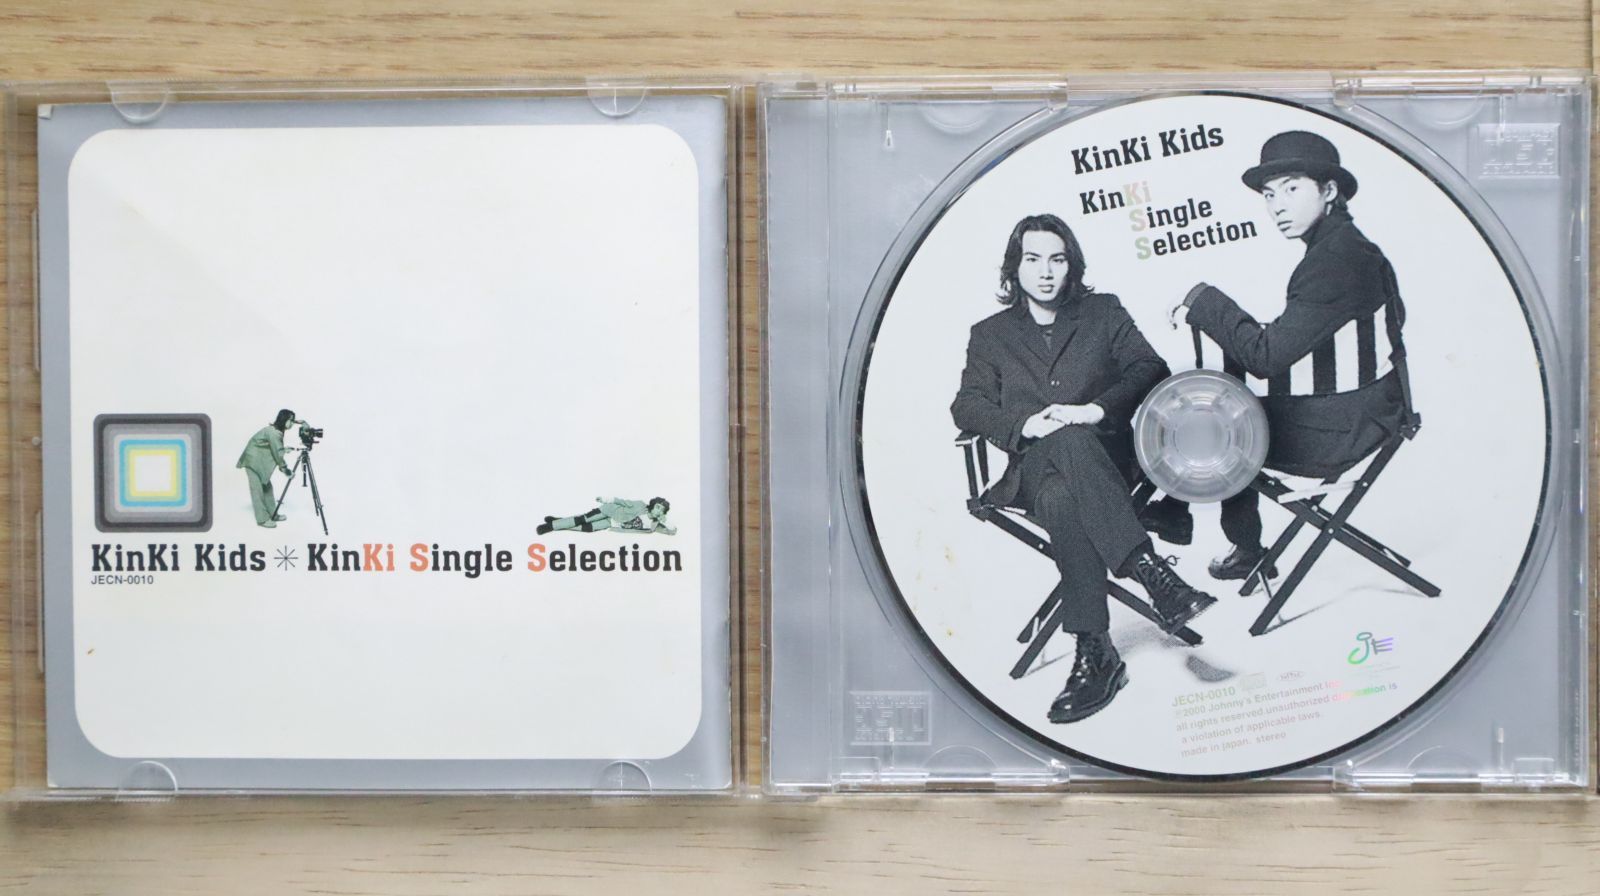 KinKi Kids✳KinKi Single Selection
JECN-0010
KinKi Kids
KinKi
Single
Selection
JE
JECN-0010
℗2000 Johnny's Entertainment Inc.
all rights reserved.unauthorized duplication is
a violation of applicable laws.
made in japan. stereo